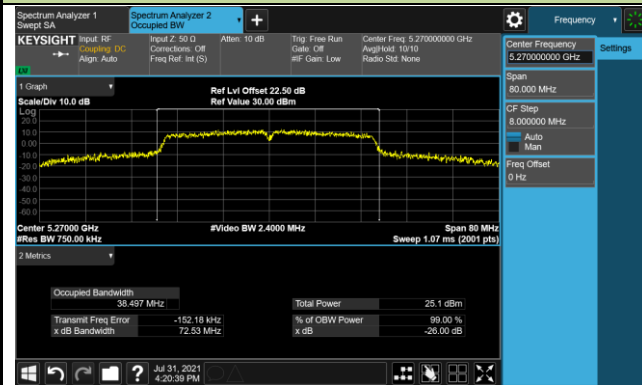 Spectrum Analyzer 1
Swept SA
Spectrum Analyzer 2
Occupied BW
+
Frequency
KEYSIGHT
Input: RF
Coupling: DC
Align: Auto
Input Z: 50 Ω
Corrections: Off
Freq Ref: Int (S)
Atten: 10 dB
Trig: Free Run
Gate: Off
#IF Gain: Low
Center Freq: 5.270000000 GHz
Avg|Hold: 10/10
Radio Std: None
LXI
Center Frequency
5.270000000 GHz
Settings
Span
80.000 MHz
CF Step
8.000000 MHz
Auto
Man
Freq Offset
0 Hz
1 Graph
Scale/Div 10.0 dB
Ref Lvl Offset 22.50 dB
Ref Value 30.00 dBm
Log
20.0
10.0
0.00
-10.0
-20.0
-30.0
-40.0
-50.0
-60.0
Center 5.27000 GHz
#Res BW 750.00 kHz
#Video BW 2.4000 MHz
Span 80 MHz
Sweep 1.07 ms (2001 pts)
2 Metrics
Occupied Bandwidth
38.497 MHz
Total Power 25.1 dBm
Transmit Freq Error -152.18 kHz
% of OBW Power 99.00 %
x dB Bandwidth 72.53 MHz
x dB -26.00 dB
?
Jul 31, 2021
4:20:39 PM